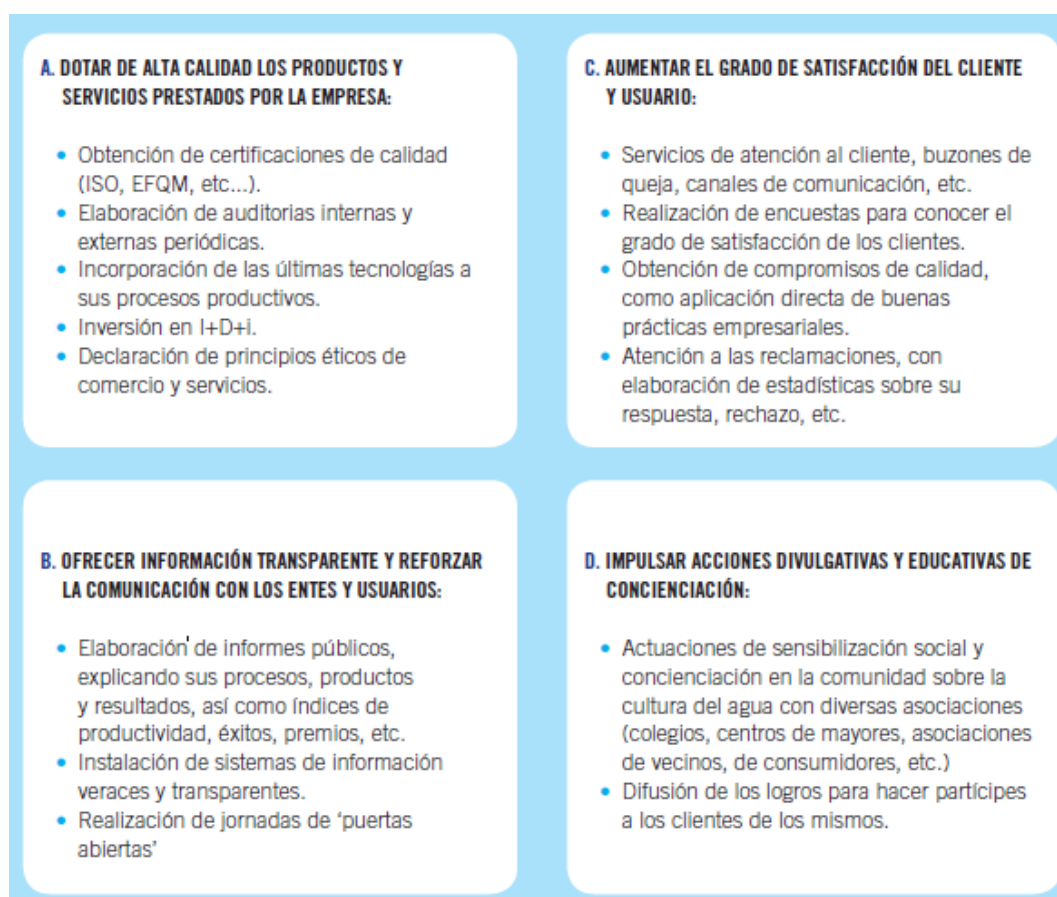 A. DOTAR DE ALTA CALIDAD LOS PRODUCTOS Y
SERVICIOS PRESTADOS POR LA EMPRESA:
• Obtención de certificaciones de calidad
(ISO, EFQM, etc...).
• Elaboración de auditorias internas y
externas periódicas.
• Incorporación de las últimas tecnologías a
sus procesos productivos.
• Inversión en I+D+i.
• Declaración de principios éticos de
comercio y servicios.
B. OFRECER INFORMACIÓN TRANSPARENTE Y REFORZAR
LA COMUNICACIÓN CON LOS ENTES Y USUARIOS:
• Elaboración' de informes públicos,
explicando sus procesos, productos
y resultados, así como índices de
productividad, éxitos, premios, etc.
• Instalación de sistemas de información
veraces y transparentes.
• Realización de jornadas de ‘puertas
abiertas’
C. AUMENTAR EL GRADO DE SATISFACCIÓN DEL CLIENTE
Y USUARIO:
• Servicios de atención al cliente, buzones de
queja, canales de comunicación, etc.
• Realización de encuestas para conocer el
grado de satisfacción de los clientes.
• Obtención de compromisos de calidad,
como aplicación directa de buenas
prácticas empresariales.
• Atención a las reclamaciones, con
elaboración de estadísticas sobre su
respuesta, rechazo, etc.
D. IMPULSAR ACCIONES DIVULGATIVAS Y EDUCATIVAS DE
CONCIENCIACIÓN:
• Actuaciones de sensibilización social y
concienciación en la comunidad sobre la
cultura del agua con diversas asociaciones
(colegios, centros de mayores, asociaciones
de vecinos, de consumidores, etc.)
• Difusión de los logros para hacer partícipes
a los clientes de los mismos.